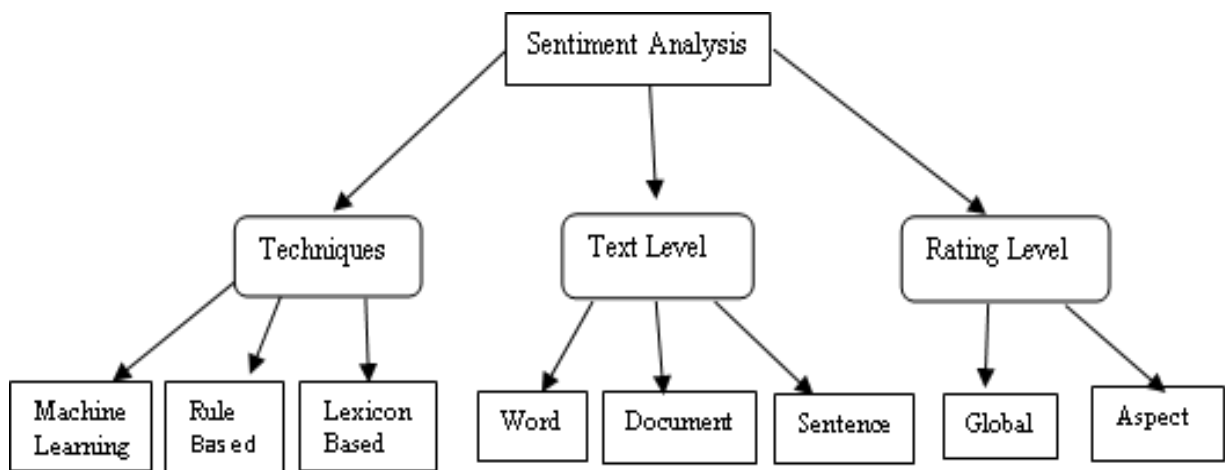 Sentiment Analysis
Techniques
Text Level
Rating Level
Machine
Learning
Rule
Based
Lexicon
Based
Word
Document
Sentence
Global
Aspect